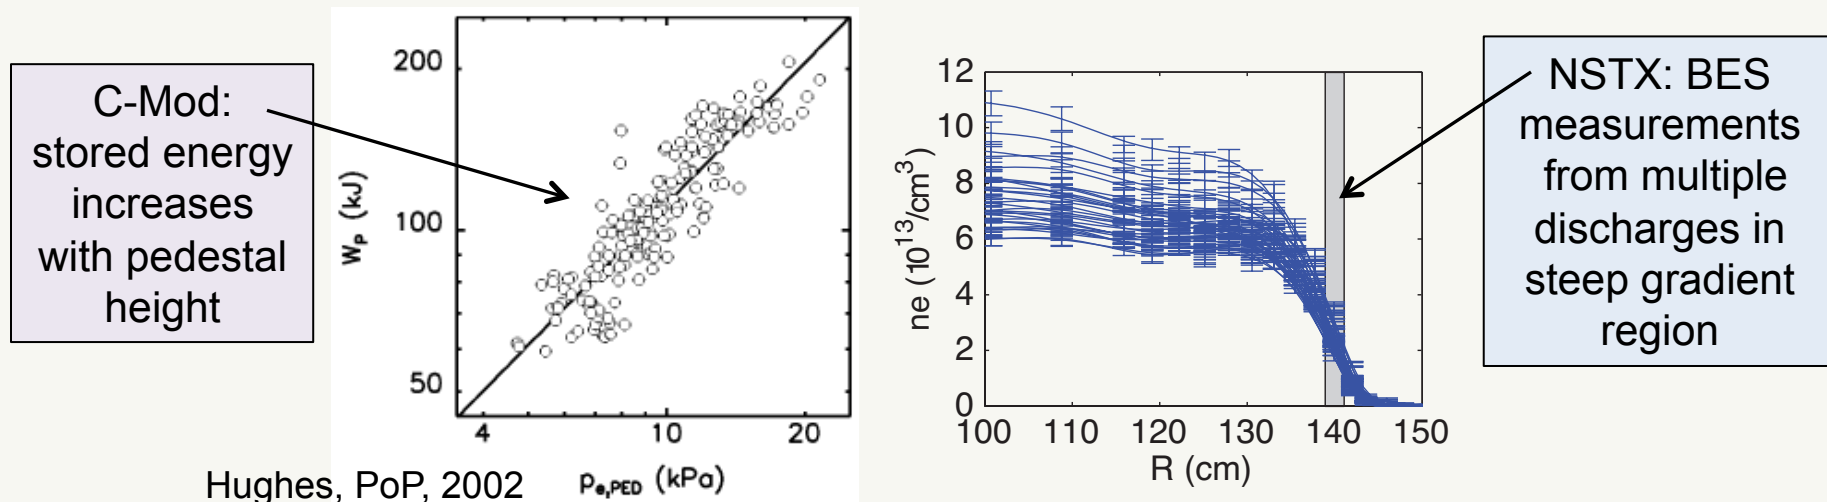 C-Mod:
stored energy
increases
with pedestal
height
200
100
50
W_P (kJ)
4
10
20
p_e,PED (kPa)
Hughes, PoP, 2002
12
10
8
6
4
2
0
ne (10^13/cm^3)
100
110
120
130
140
150
R (cm)
NSTX: BES
measurements
from multiple
discharges in
steep gradient
region